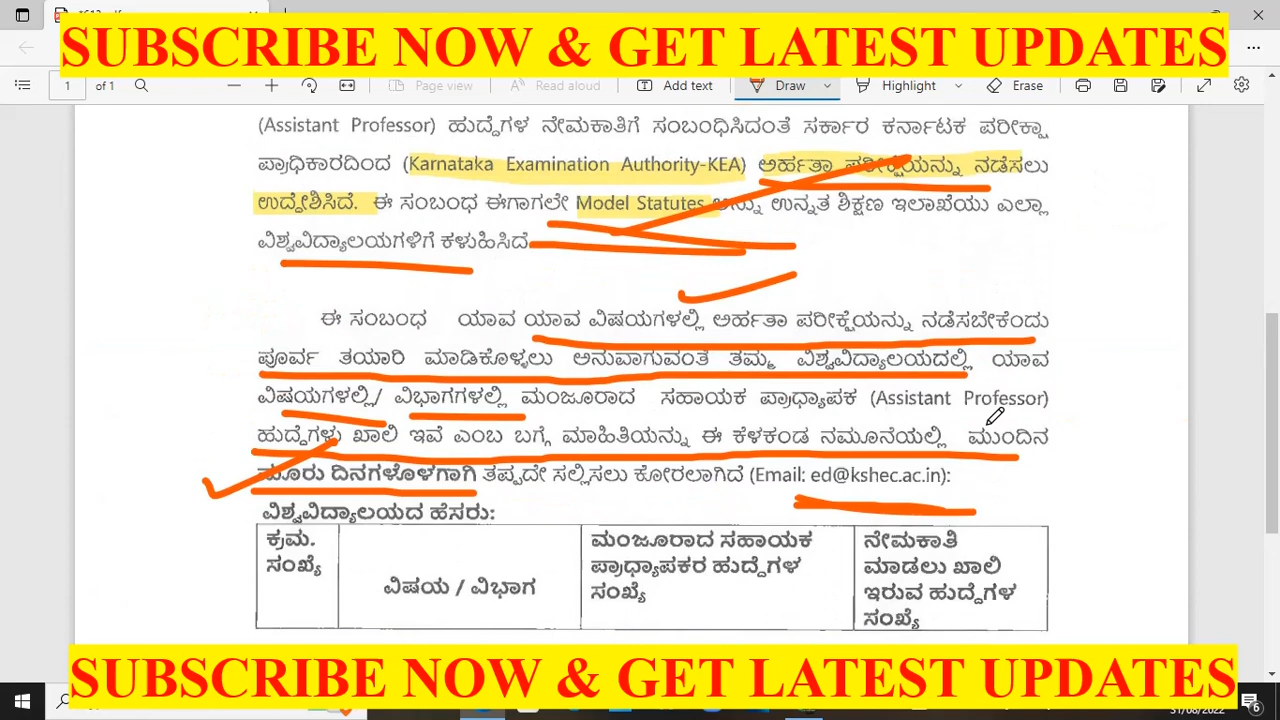 SUBSCRIBE NOW & GET LATEST UPDATES
1 of 1 Page view Read aloud Add text Draw Highlight Erase
(Assistant Professor) ಹುದ್ದೆಗಳ ನೇಮಕಾತಿಗೆ ಸಂಬಂಧಿಸಿದಂತೆ ಸರ್ಕಾರ ಕರ್ನಾಟಕ ಪರೀಕ್ಷಾ
ಪ್ರಾಧಿಕಾರದಿಂದ (Karnataka Examination Authority-KEA) ಅರ್ಹತಾ ಪರೀಕ್ಷೆಯನ್ನು ನಡೆಸಲು
ಉದ್ದೇಶಿಸಿದೆ. ಈ ಸಂಬಂಧ ಈಗಾಗಲೇ Model Statutes ಅನ್ನು ಉನ್ನತ ಶಿಕ್ಷಣ ಇಲಾಖೆಯು ಎಲ್ಲಾ
ವಿಶ್ವವಿದ್ಯಾಲಯಗಳಿಗೆ ಕಳುಹಿಸಿದೆ
ಈ ಸಂಬಂಧ ಯಾವ ಯಾವ ವಿಷಯಗಳಲ್ಲಿ ಅರ್ಹತಾ ಪರೀಕ್ಷೆಯನ್ನು ನಡೆಸಬೇಕೆಂದು
ಪೂರ್ವ ತಯಾರಿ ಮಾಡಿಕೊಳ್ಳಲು ಅನುವಾಗುವಂತೆ ತಮ್ಮ ವಿಶ್ವವಿದ್ಯಾಲಯದಲ್ಲಿ ಯಾವ
ವಿಷಯಗಳಲ್ಲಿ/ ವಿಭಾಗಗಳಲ್ಲಿ ಮಂಜೂರಾದ ಸಹಾಯಕ ಪ್ರಾಧ್ಯಾಪಕ (Assistant Professor)
ಹುದ್ದೆಗಳು ಖಾಲಿ ಇವೆ ಎಂಬ ಬಗ್ಗೆ ಮಾಹಿತಿಯನ್ನು ಈ ಕೆಳಕಂಡ ನಮೂನೆಯಲ್ಲಿ ಮುಂದಿನ
ಮೂರು ದಿನಗಳೊಳಗಾಗಿ ತಪ್ಪದೇ ಸಲ್ಲಿಸಲು ಕೋರಲಾಗಿದೆ (Email: ed@kshec.ac.in):
ವಿಶ್ವವಿದ್ಯಾಲಯದ ಹೆಸರು:
ಕ್ರಮ.
ಸಂಖ್ಯೆ
ವಿಷಯ / ವಿಭಾಗ
ಮಂಜೂರಾದ ಸಹಾಯಕ
ಪ್ರಾಧ್ಯಾಪಕರ ಹುದ್ದೆಗಳ
ಸಂಖ್ಯೆ
ನೇಮಕಾತಿ
ಮಾಡಲು ಖಾಲಿ
ಇರುವ ಹುದ್ದೆಗಳ
ಸಂಖ್ಯೆ
SUBSCRIBE NOW & GET LATEST UPDATES
31/08/2022
6